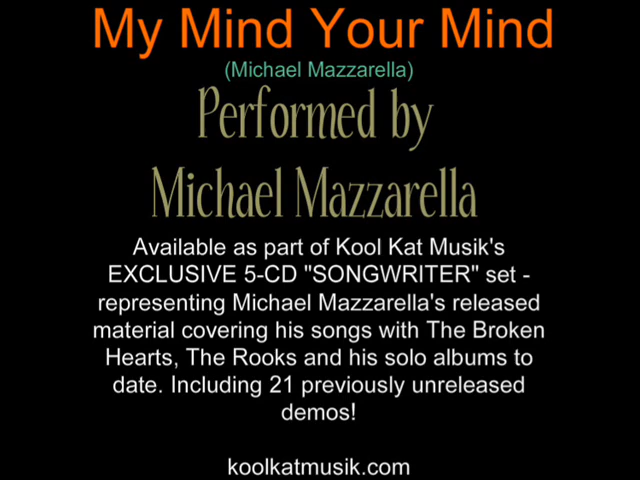 My Mind Your Mind
(Michael Mazzarella)
Performed by
Michael Mazzarella
Available as part of Kool Kat Musik's
EXCLUSIVE 5-CD "SONGWRITER" set -
representing Michael Mazzarella's released
material covering his songs with The Broken
Hearts, The Rooks and his solo albums to
date. Including 21 previously unreleased
demos!
koolkatmusik.com